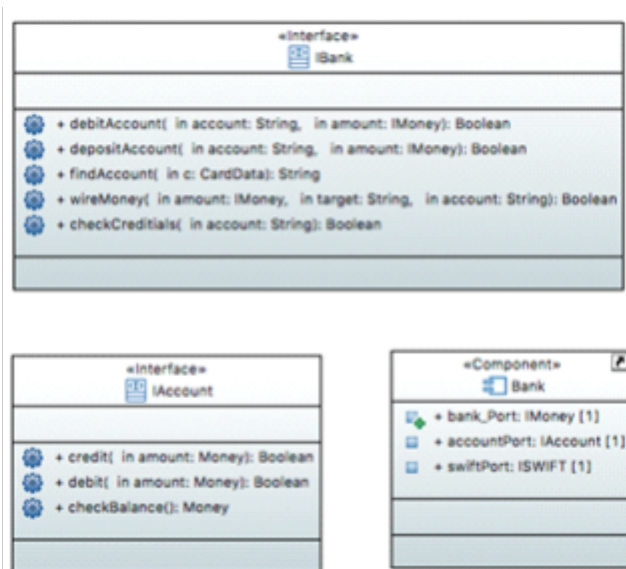 «Interface»
IBank
+ debitAccount( in account: String, in amount: IMoney): Boolean
+ depositAccount( in account: String, in amount: IMoney): Boolean
+ findAccount( in c: CardData): String
+ wireMoney( in amount: IMoney, in target: String, in account: String): Boolean
+ checkCreditials( in account: String): Boolean
«Interface»
IAccount
+ credit( in amount: Money): Boolean
+ debit( in amount: Money): Boolean
+ checkBalance(): Money
«Component»
Bank
+ bank_Port: IMoney [1]
+ accountPort: IAccount [1]
+ swiftPort: ISWIFT [1]